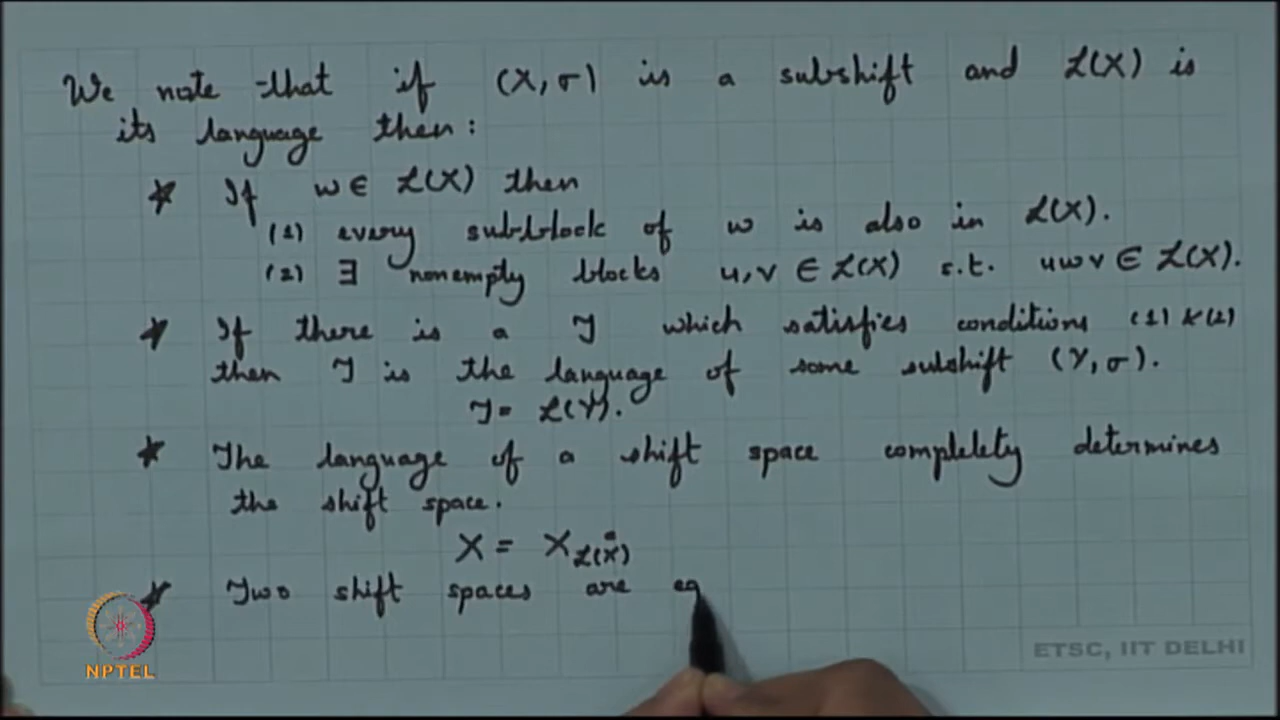 We note that if (X, σ) is a subshift and ℒ(X) is
its language then:
★ If w ∈ ℒ(X) then
(1) every subblock of w is also in ℒ(X).
(2) ∃ nonempty blocks u, v ∈ ℒ(X) s.t. uwv ∈ ℒ(X).
★ If there is a J which satisfies conditions (1) & (2)
then J is the language of some subshift (Y, σ).
J = ℒ(Y).
★ The language of a shift space completety determines
the shift space.
X = X_{ℒ(X)^c}
★ Two shift spaces are eq
NPTEL
ETSC, IIT DELHI